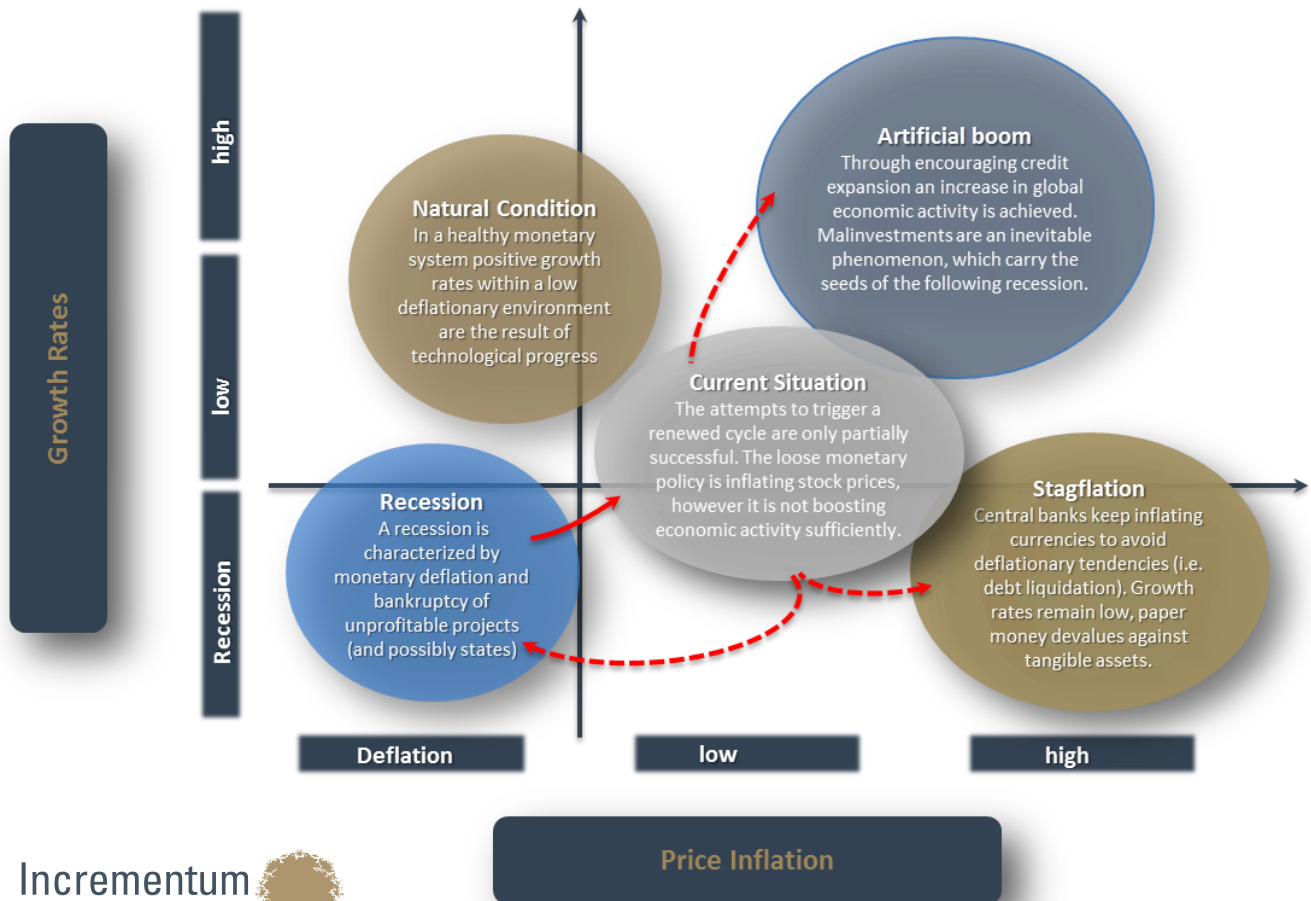 Growth Rates
high
low
Recession
Natural Condition
In a healthy monetary
system positive growth
rates within a low
deflationary environment
are the result of
technological progress
Artificial boom
Through encouraging credit
expansion an increase in global
economic activity is achieved.
Malinvestments are an inevitable
phenomenon, which carry the
seeds of the following recession.
Current Situation
The attempts to trigger a
renewed cycle are only partially
successful. The loose monetary
policy is inflating stock prices,
however it is not boosting
economic activity sufficiently.
Recession
A recession is
characterized by
monetary deflation and
bankruptcy of
unprofitable projects
(and possibly states)
Stagflation
Central banks keep inflating
currencies to avoid
deflationary tendencies (i.e.
debt liquidation). Growth
rates remain low, paper
money devalues against
tangible assets.
Deflation
low
high
Price Inflation
Incrementum